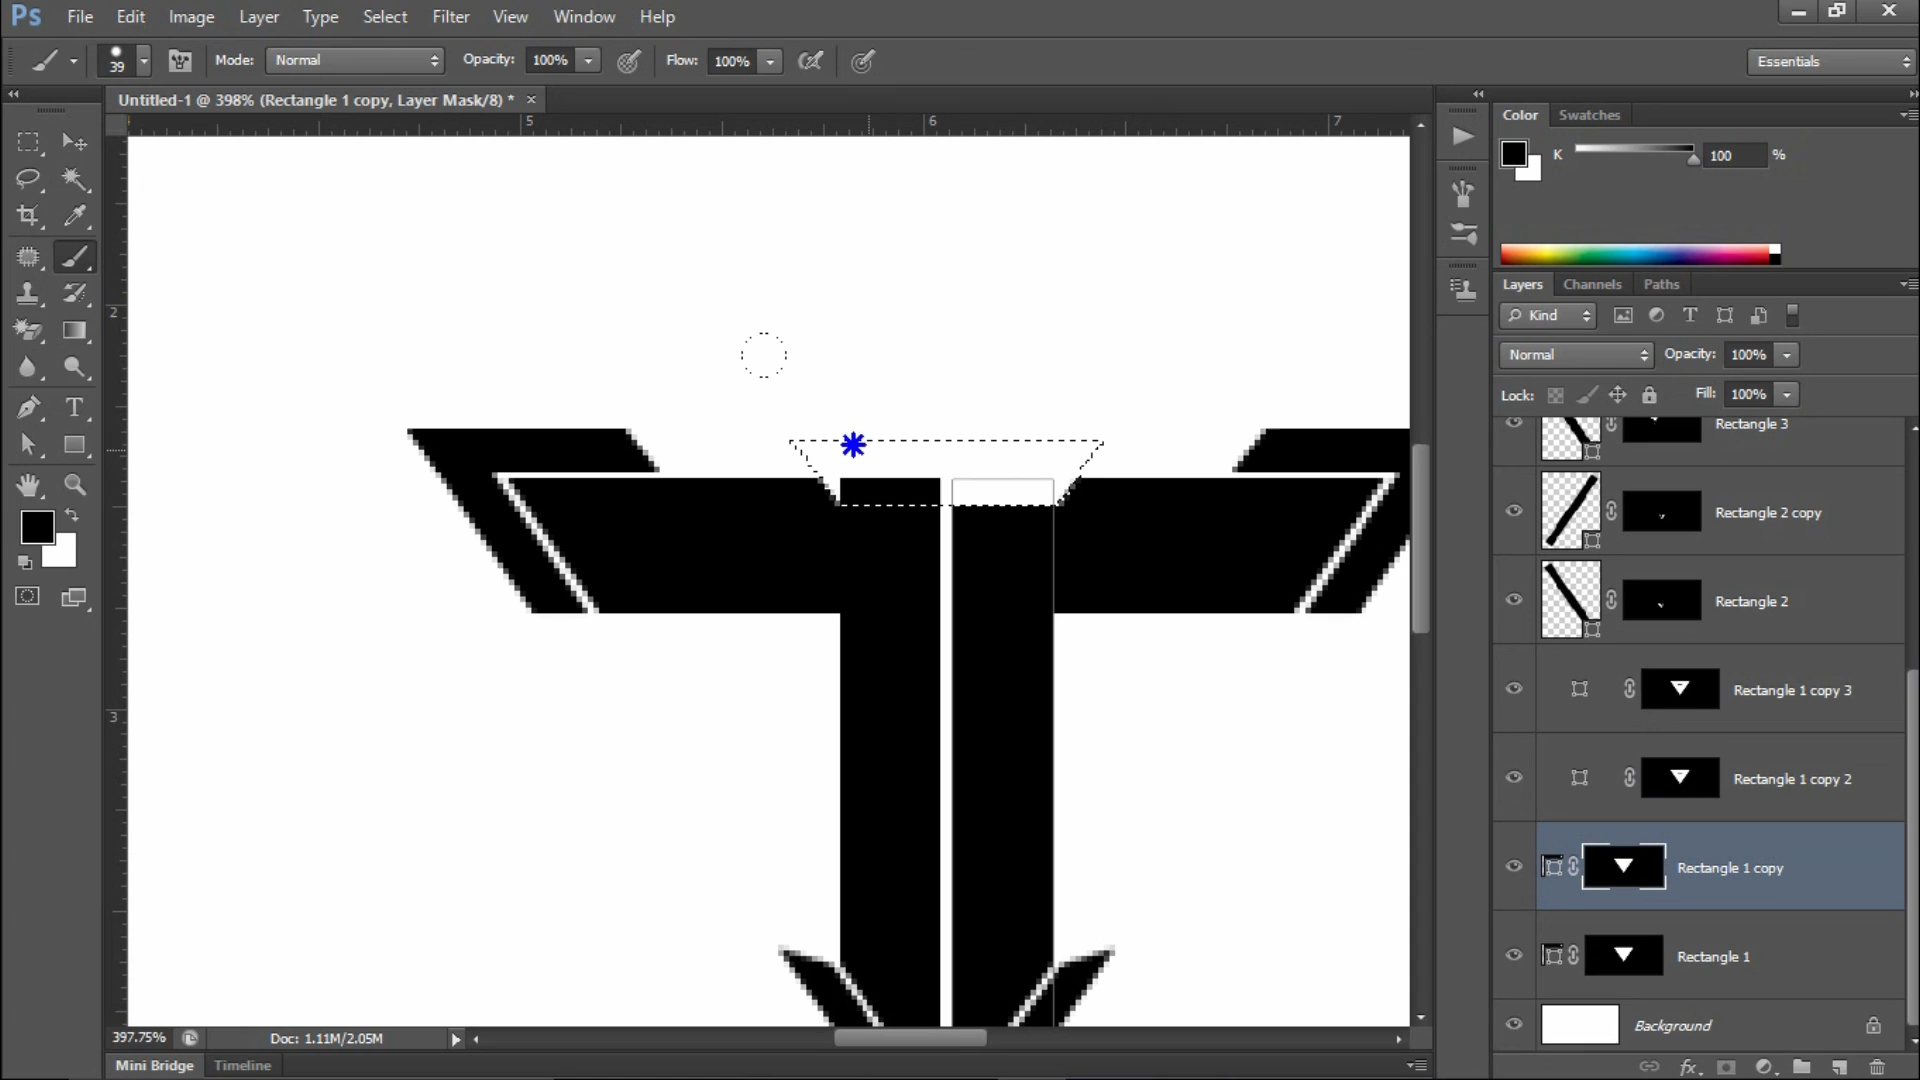 Ps File Edit Image Layer Type Select Filter View Window Help
39 Mode: Normal Opacity: 100% Flow: 100% Essentials
Untitled-1 @ 398% (Rectangle 1 copy, Layer Mask/8) * ×
5 6 7
2
3
Color Swatches
K 100 %
Layers Channels Paths
Kind
Normal Opacity: 100%
Lock: Fill: 100%
Rectangle 3
Rectangle 2 copy
Rectangle 2
Rectangle 1 copy 3
Rectangle 1 copy 2
Rectangle 1 copy
Rectangle 1
Background
397.75% Doc: 1.11M/2.05M
Mini Bridge Timeline